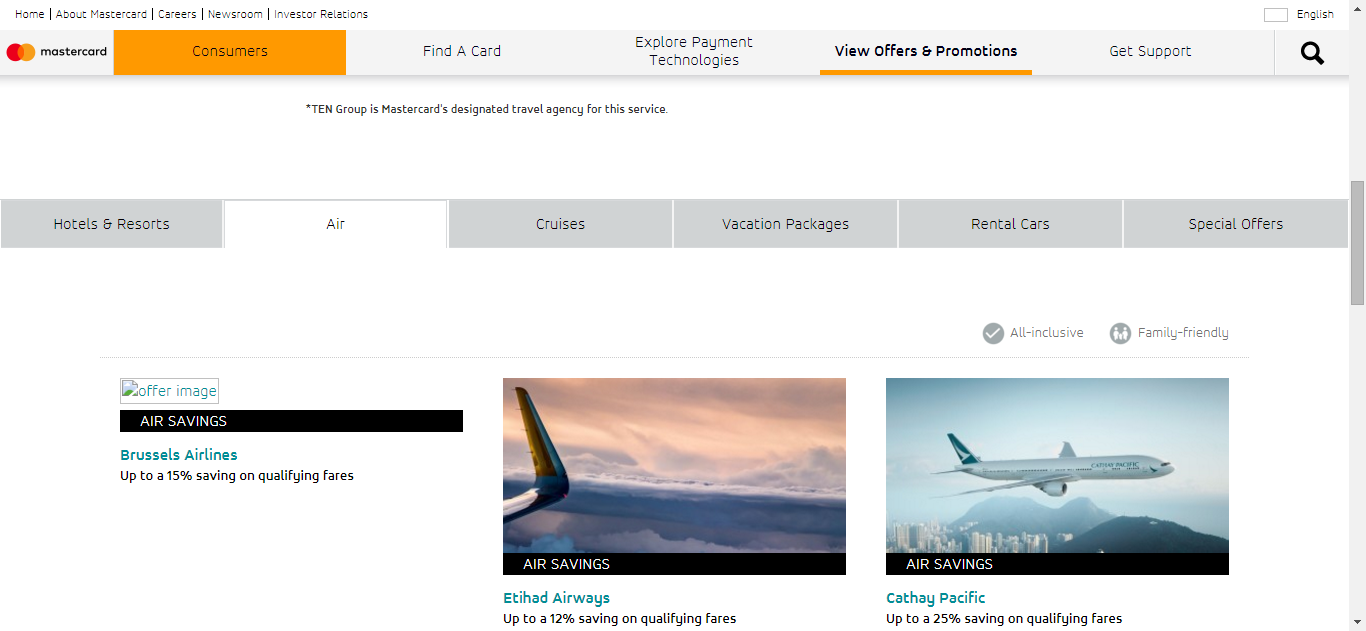 Home | About Mastercard | Careers | Newsroom | Investor Relations
English
mastercard
Consumers
Find A Card
Explore Payment
Technologies
View Offers & Promotions
Get Support
*TEN Group is Mastercard's designated travel agency for this service.
Hotels & Resorts
Air
Cruises
Vacation Packages
Rental Cars
Special Offers
All-inclusive
Family-friendly
offer image
AIR SAVINGS
Brussels Airlines
Up to a 15% saving on qualifying fares
AIR SAVINGS
Etihad Airways
Up to a 12% saving on qualifying fares
CATHAY PACIFIC
AIR SAVINGS
Cathay Pacific
Up to a 25% saving on qualifying fares